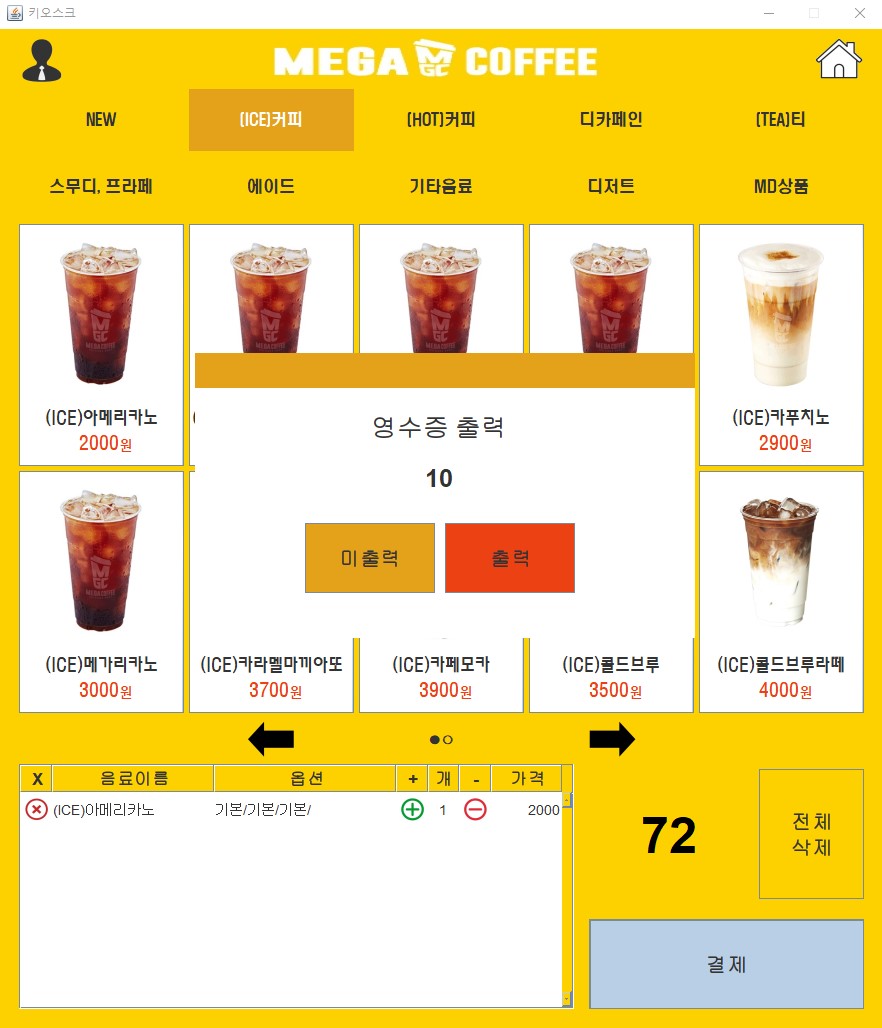 키오스크
MEGA MGC COFFEE
NEW
(ICE)커피
(HOT)커피
디카페인
(TEA)티
스무디, 프라페
에이드
기타음료
디저트
MD상품
(ICE)아메리카노
2000원
(ICE)카푸치노
2900원
영수증 출력
10
미출력
출력
(ICE)메가리카노
3000원
(ICE)카라멜마끼아또
3700원
(ICE)카페모카
3900원
(ICE)콜드브루
3500원
(ICE)콜드브루라떼
4000원
X 음료이름 옵션 + 개 - 가격
(ICE)아메리카노 기본/기본/기본/ 1 2000
72
전체
삭제
결제